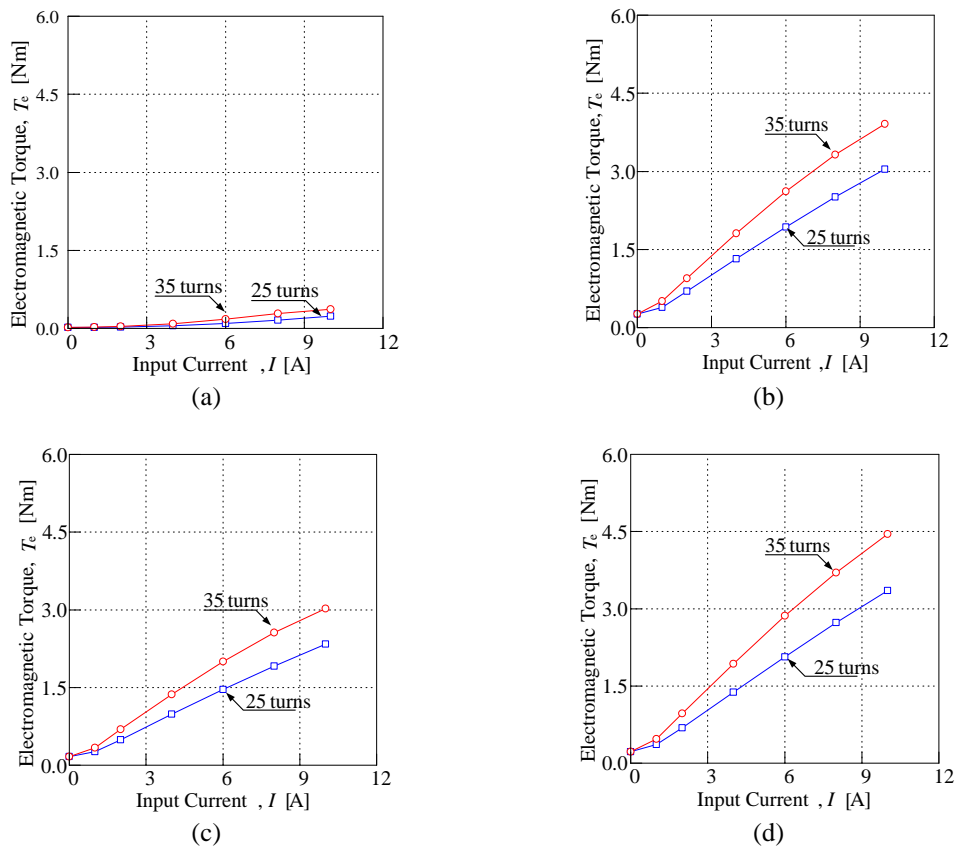 6.0
4.5
3.0
1.5
0.0
Electromagnetic Torque, Te [Nm]
35 turns
25 turns
0 3 6 9 12
Input Current , I [A]
(a)
6.0
4.5
3.0
1.5
0.0
Electromagnetic Torque, Te [Nm]
35 turns
25 turns
0 3 6 9 12
Input Current , I [A]
(b)
6.0
4.5
3.0
1.5
0.0
Electromagnetic Torque, Te [Nm]
35 turns
25 turns
0 3 6 9 12
Input Current , I [A]
(c)
6.0
4.5
3.0
1.5
0.0
Electromagnetic Torque, Te [Nm]
35 turns
25 turns
0 3 6 9 12
Input Current , I [A]
(d)